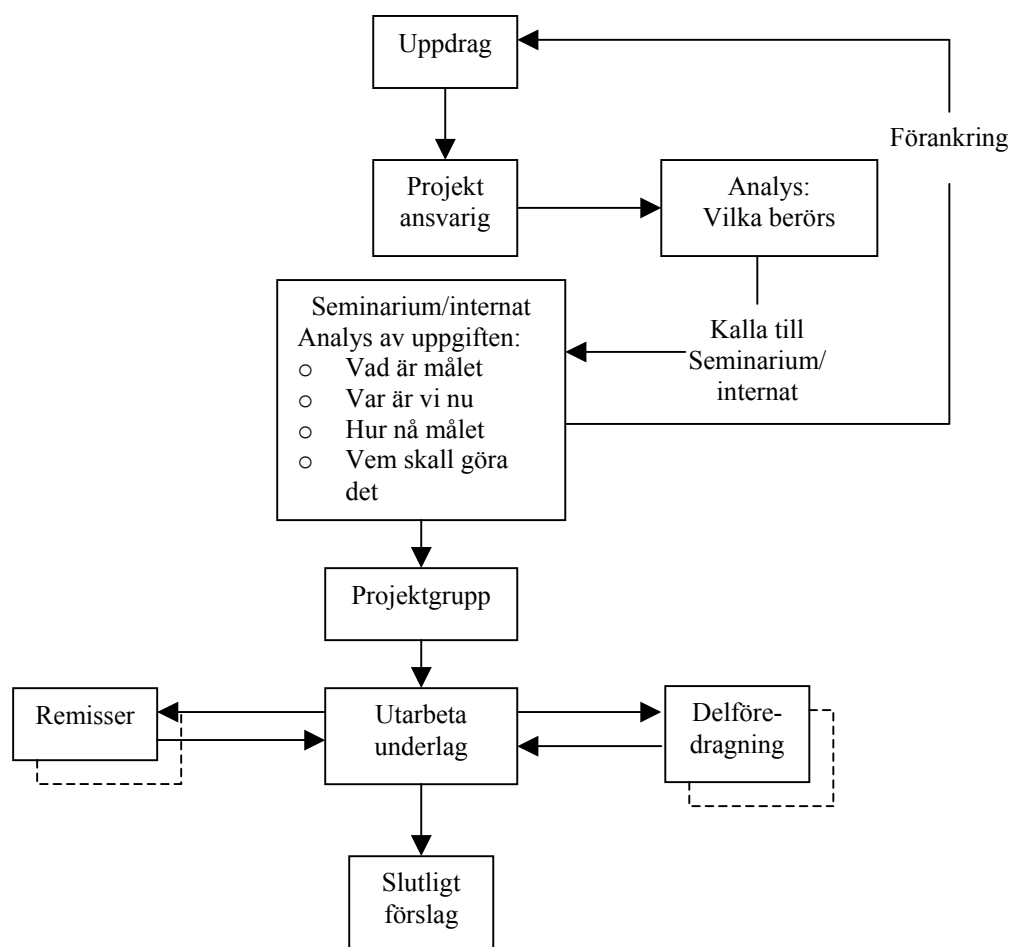 Uppdrag
Förankring
Projekt
ansvarig
Analys:
Vilka berörs
Kalla till
Seminarium/
internat
Seminarium/internat
Analys av uppgiften:
o Vad är målet
o Var är vi nu
o Hur nå målet
o Vem skall göra
det
Projektgrupp
Remisser
Utarbeta
underlag
Delföre-
dragning
Slutligt
förslag